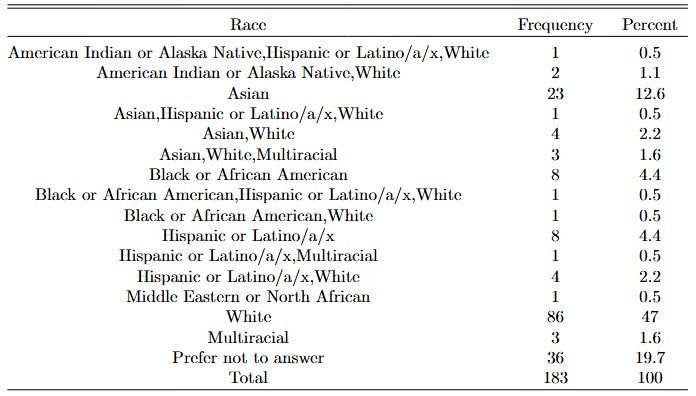 Race Frequency Percent
American Indian or Alaska Native,Hispanic or Latino/a/x,White 1 0.5
American Indian or Alaska Native,White 2 1.1
Asian 23 12.6
Asian,Hispanic or Latino/a/x,White 1 0.5
Asian,White 4 2.2
Asian,White,Multiracial 3 1.6
Black or African American 8 4.4
Black or African American,Hispanic or Latino/a/x,White 1 0.5
Black or African American,White 1 0.5
Hispanic or Latino/a/x 8 4.4
Hispanic or Latino/a/x,Multiracial 1 0.5
Hispanic or Latino/a/x,White 4 2.2
Middle Eastern or North African 1 0.5
White 86 47
Multiracial 3 1.6
Prefer not to answer 36 19.7
Total 183 100